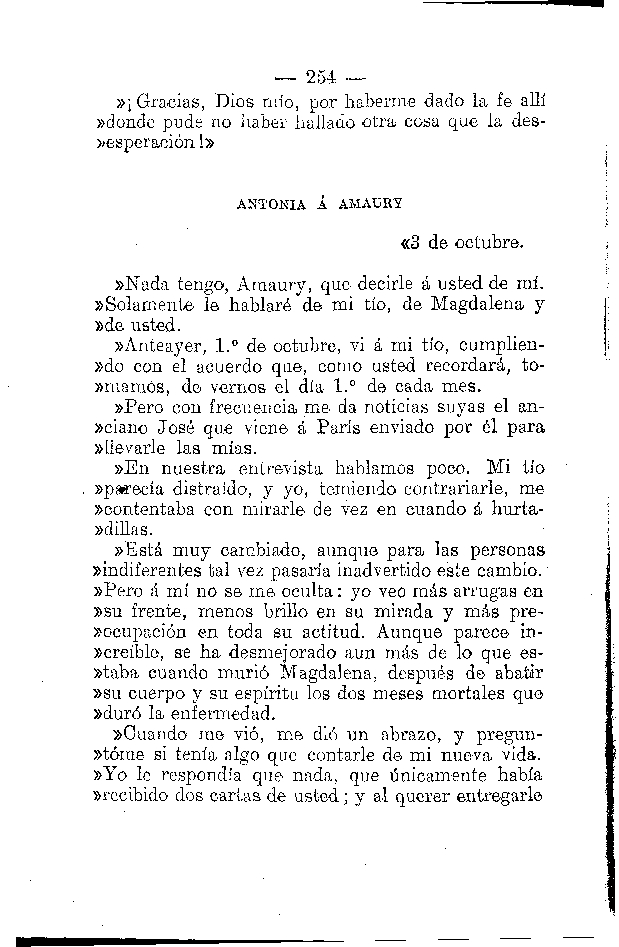 — 254 —
»¡Gracias, Dios mío, por haberme dado la fe allí
»donde pude no haber hallado otra cosa que la des-
»esperación!»
ANTONIA Á AMAURY
«3 de octubre.
»Nada tengo, Amaury, que decirle á usted de mí.
»Solamente le hablaré de mi tío, de Magdalena y
»de usted.
»Anteayer, 1.º de octubre, vi á mi tío, cumplien-
»do con el acuerdo que, como usted recordará, to-
»mamos, de vernos el día 1.º de cada mes.
»Pero con frecuencia me da noticias suyas el an-
»ciano José que viene á París enviado por él para
»llevarle las mías.
»En nuestra entrevista hablamos poco. Mi tío
»parecía distraído, y yo, temiendo contrariarle, me
»contentaba con mirarle de vez en cuando á hurta-
»dillas.
»Está muy cambiado, aunque para las personas
»indiferentes tal vez pasaría inadvertido este cambio.
»Pero á mí no se me oculta: yo veo más arrugas en
»su frente, menos brillo en su mirada y más pre-
»ocupación en toda su actitud. Aunque parece in-
»creíble, se ha desmejorado aun más de lo que es-
»taba cuando murió Magdalena, después de abatir
»su cuerpo y su espíritu los dos meses mortales que
»duró la enfermedad.
»Cuando me vió, me dió un abrazo, y pregun-
»tóme si tenía algo que contarle de mi nueva vida.
»Yo le respondía que nada, que únicamente había
»recibido dos cartas de usted; y al querer entregarle